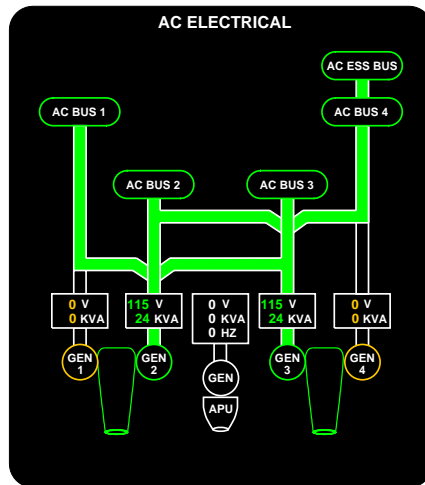 AC ELECTRICAL
AC ESS BUS
AC BUS 1
AC BUS 4
AC BUS 2
AC BUS 3
0 V
0 KVA
115 V
24 KVA
0 V
0 KVA
0 HZ
115 V
24 KVA
0 V
0 KVA
GEN
1
GEN
2
GEN
GEN
3
GEN
4
APU